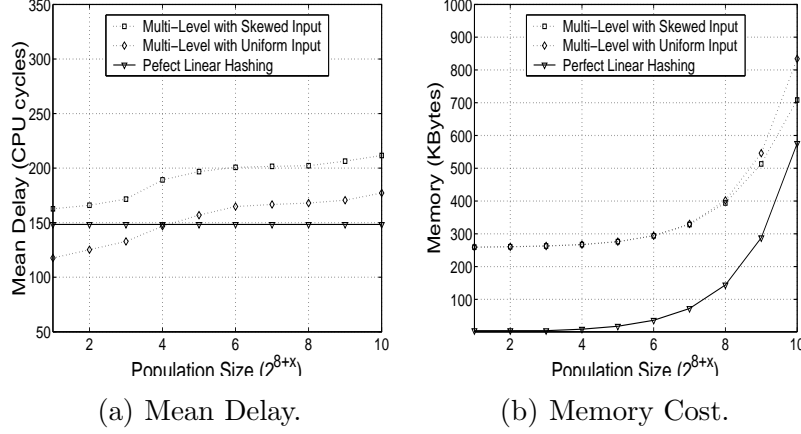 350
300
250
200
150
100
50
Mean Delay (CPU cycles)
Multi-Level with Skewed Input
Multi-Level with Uniform Input
Pefect Linear Hashing
2 4 6 8 10
Population Size (2^8+x)
(a) Mean Delay.
1000
900
800
700
600
500
400
300
200
100
Memory (KBytes)
Multi-Level with Skewed Input
Multi-Level with Uniform Input
Pefect Linear Hashing
2 4 6 8 10
Population Size (2^8+x)
(b) Memory Cost.